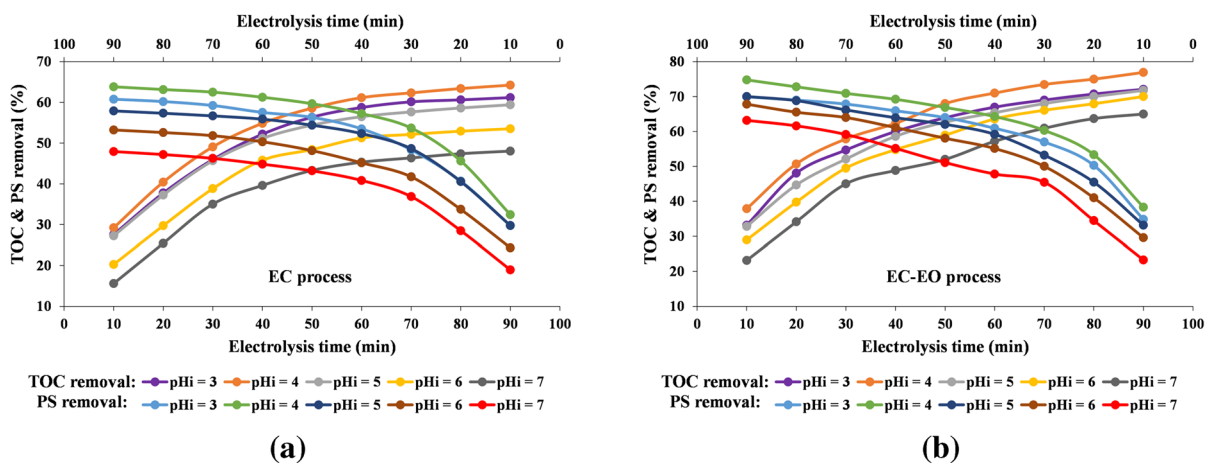 (a)
Electrolysis time (min)
100 90 80 70 60 50 40 30 20 10 0
TOC & PS removal (%)
70
60
50
40
30
20
10
EC process
0 10 20 30 40 50 60 70 80 90 100
Electrolysis time (min)
TOC removal: pHi = 3 pHi = 4 pHi = 5 pHi = 6 pHi = 7
PS removal: pHi = 3 pHi = 4 pHi = 5 pHi = 6 pHi = 7
(a)
(b)
Electrolysis time (min)
100 90 80 70 60 50 40 30 20 10 0
TOC & PS removal (%)
80
70
60
50
40
30
20
10
EC-EO process
0 10 20 30 40 50 60 70 80 90 100
Electrolysis time (min)
TOC removal: pHi = 3 pHi = 4 pHi = 5 pHi = 6 pHi = 7
PS removal: pHi = 3 pHi = 4 pHi = 5 pHi = 6 pHi = 7
(b)